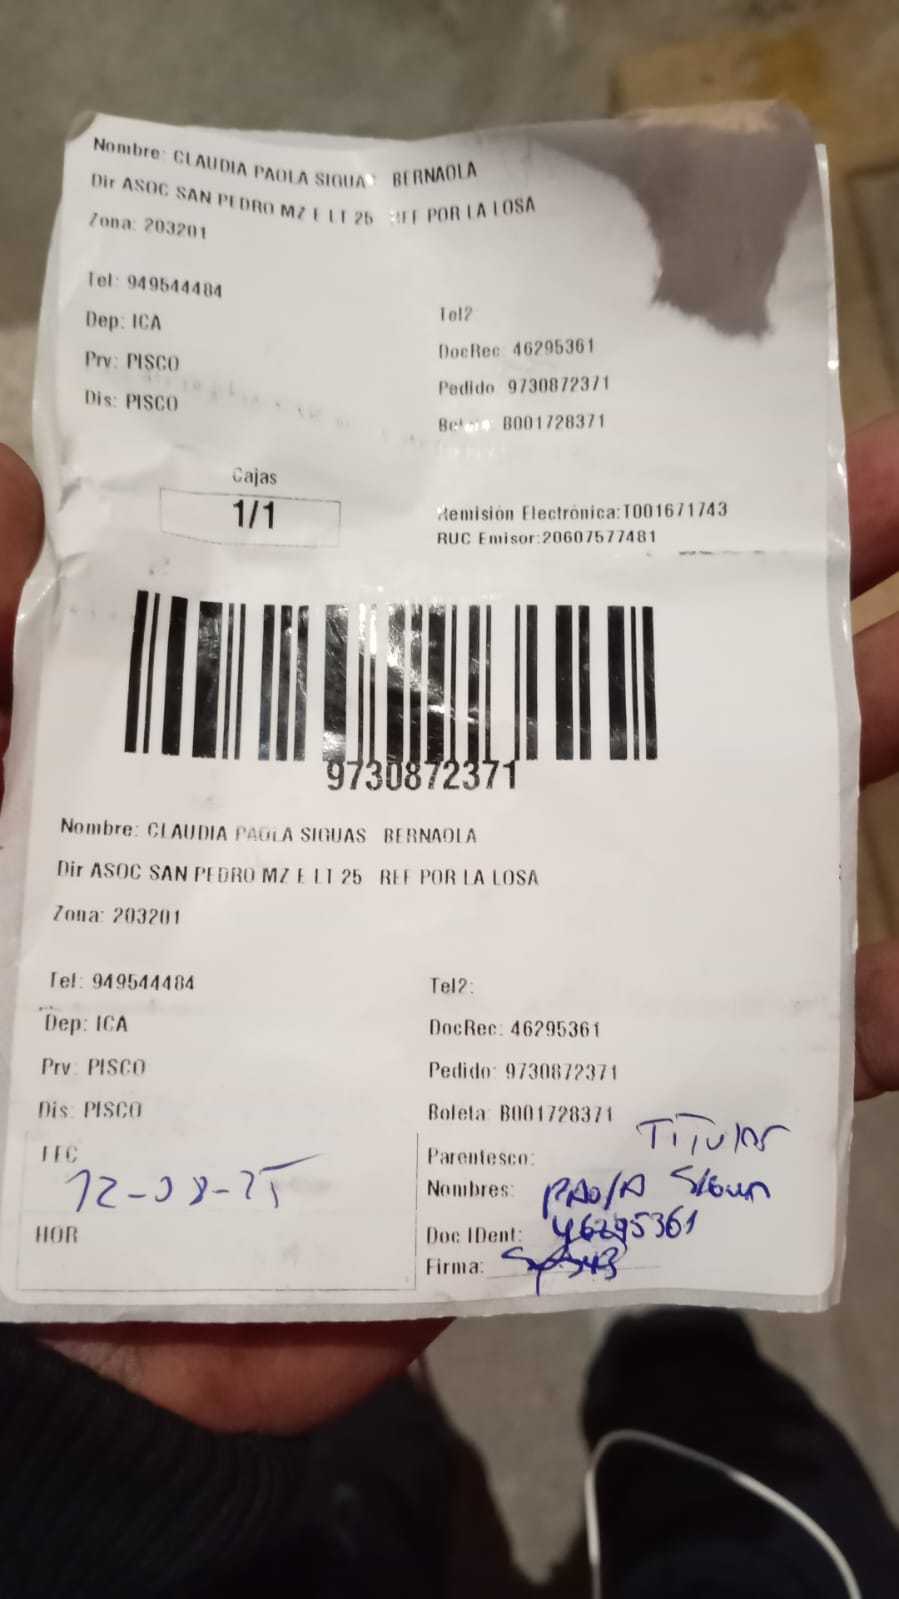 Nombre: CLAUDIA PAOLA SIGUAS BERNAOLA
Dir ASOC SAN PEDRO MZ E LT 25 REF POR LA LOSA
Zona: 203201
Tel: 949544484
Tel2:
Dep: ICA
DocRec: 46295361
Prv: PISCO
Pedido 9730872371
Dis: PISCO
Boleta B001728371
Cajas
1/1
Remisión Electrónica:T001671743
RUC Emisor:20607577481
9730872371
Nombre: CLAUDIA PAOLA SIGUAS BERNAOLA
Dir ASOC SAN PEDRO MZ E LT 25 REF POR LA LOSA
Zona: 203201
Tel: 949544484
Tel2:
Dep: ICA
DocRec: 46295361
Prv: PISCO
Pedido: 9730872371
Dis: PISCO
Boleta: B001728371
FEC
12-08-25
HOR
Parentesco: TITULAR
Nombres: PAOLA
Doc IDent: 46295361
Firma: